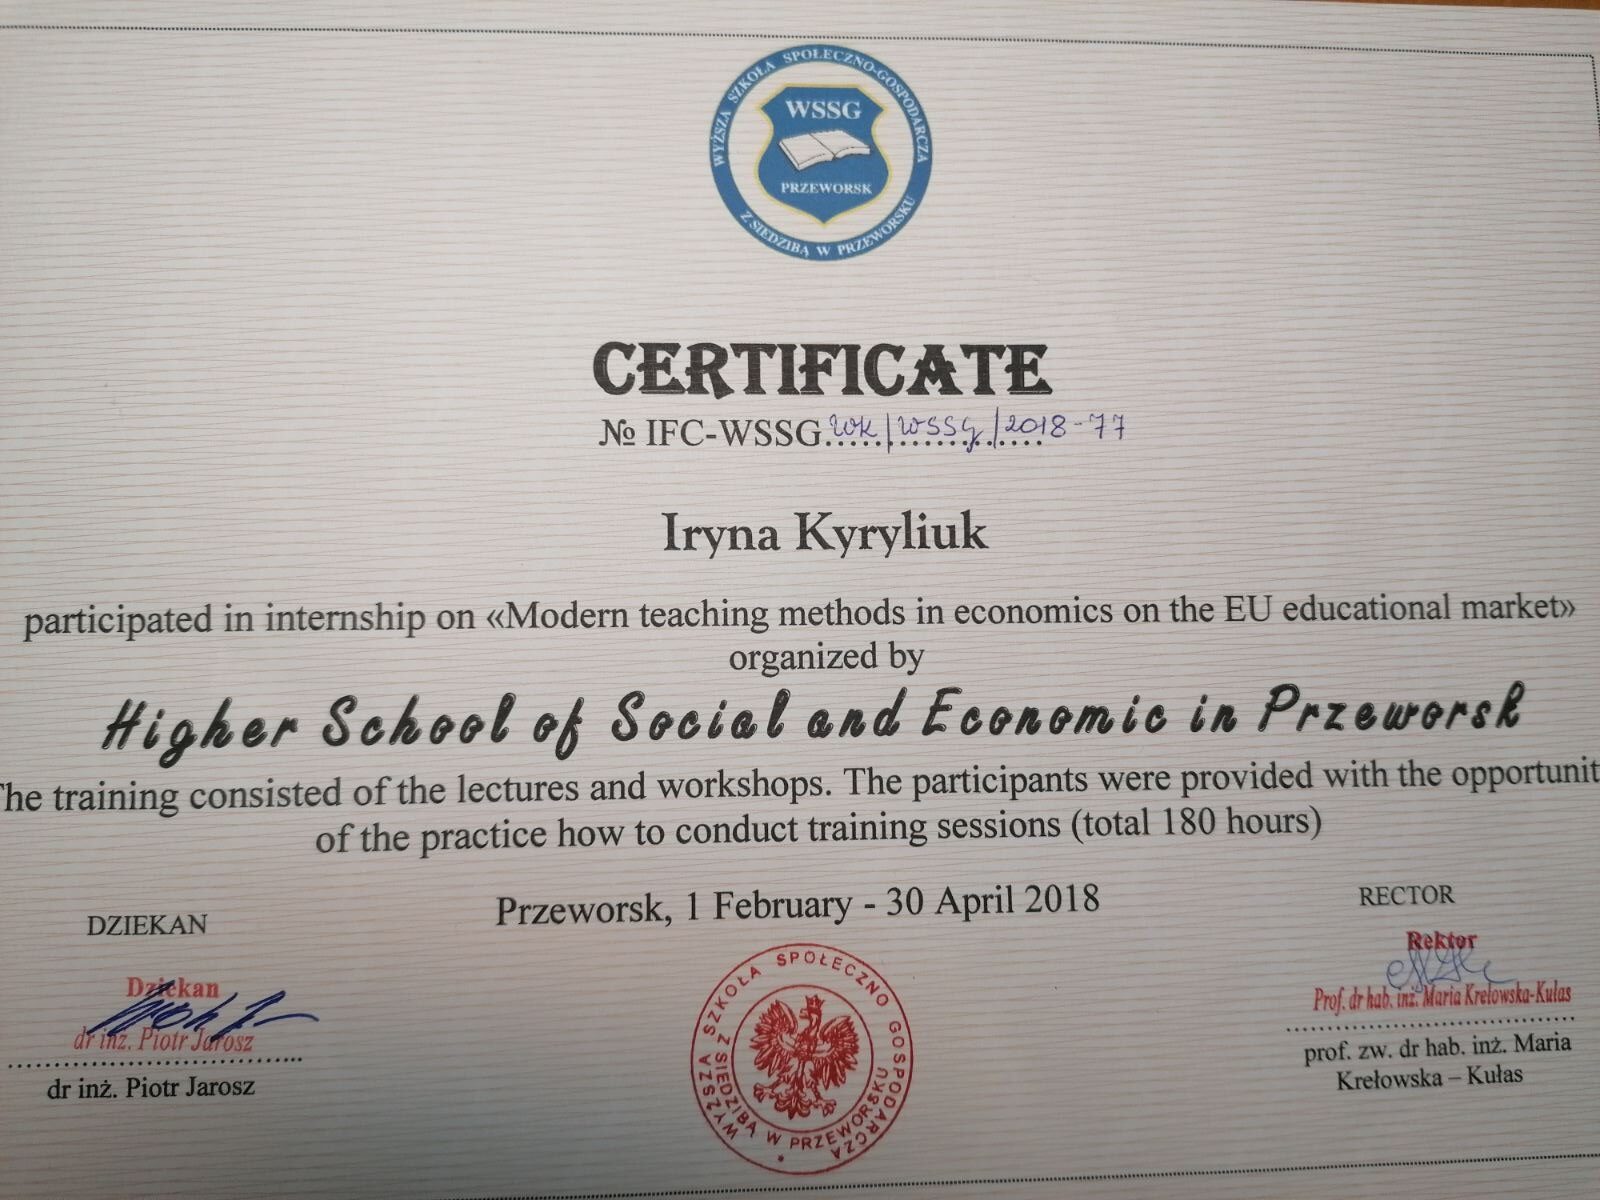 WYŻSZA SZKOŁA SPOŁECZNO-GOSPODARCZA
Z SIEDZIBĄ W PRZEWORSKU
WSSG
PRZEWORSK
CERTIFICATE
№ IFC-WSSG WK/WSSG/2018-77
Iryna Kyryliuk
participated in internship on «Modern teaching methods in economics on the EU educational market»
organized by
Higher School of Social and Economic in Przeworsk
The training consisted of the lectures and workshops. The participants were provided with the opportunit
of the practice how to conduct training sessions (total 180 hours)
Przeworsk, 1 February - 30 April 2018
DZIEKAN
Dziekan
dr inż. Piotr Jarosz
dr inż. Piotr Jarosz
WYŻSZA SZKOŁA SPOŁECZNO GOSPODARCZA
Z SIEDZIBĄ W PRZEWORSKU
RECTOR
Rektor
Prof. dr hab. inż. Maria Krełowska-Kułas
prof. zw. dr hab. inż. Maria
Krełowska – Kułas